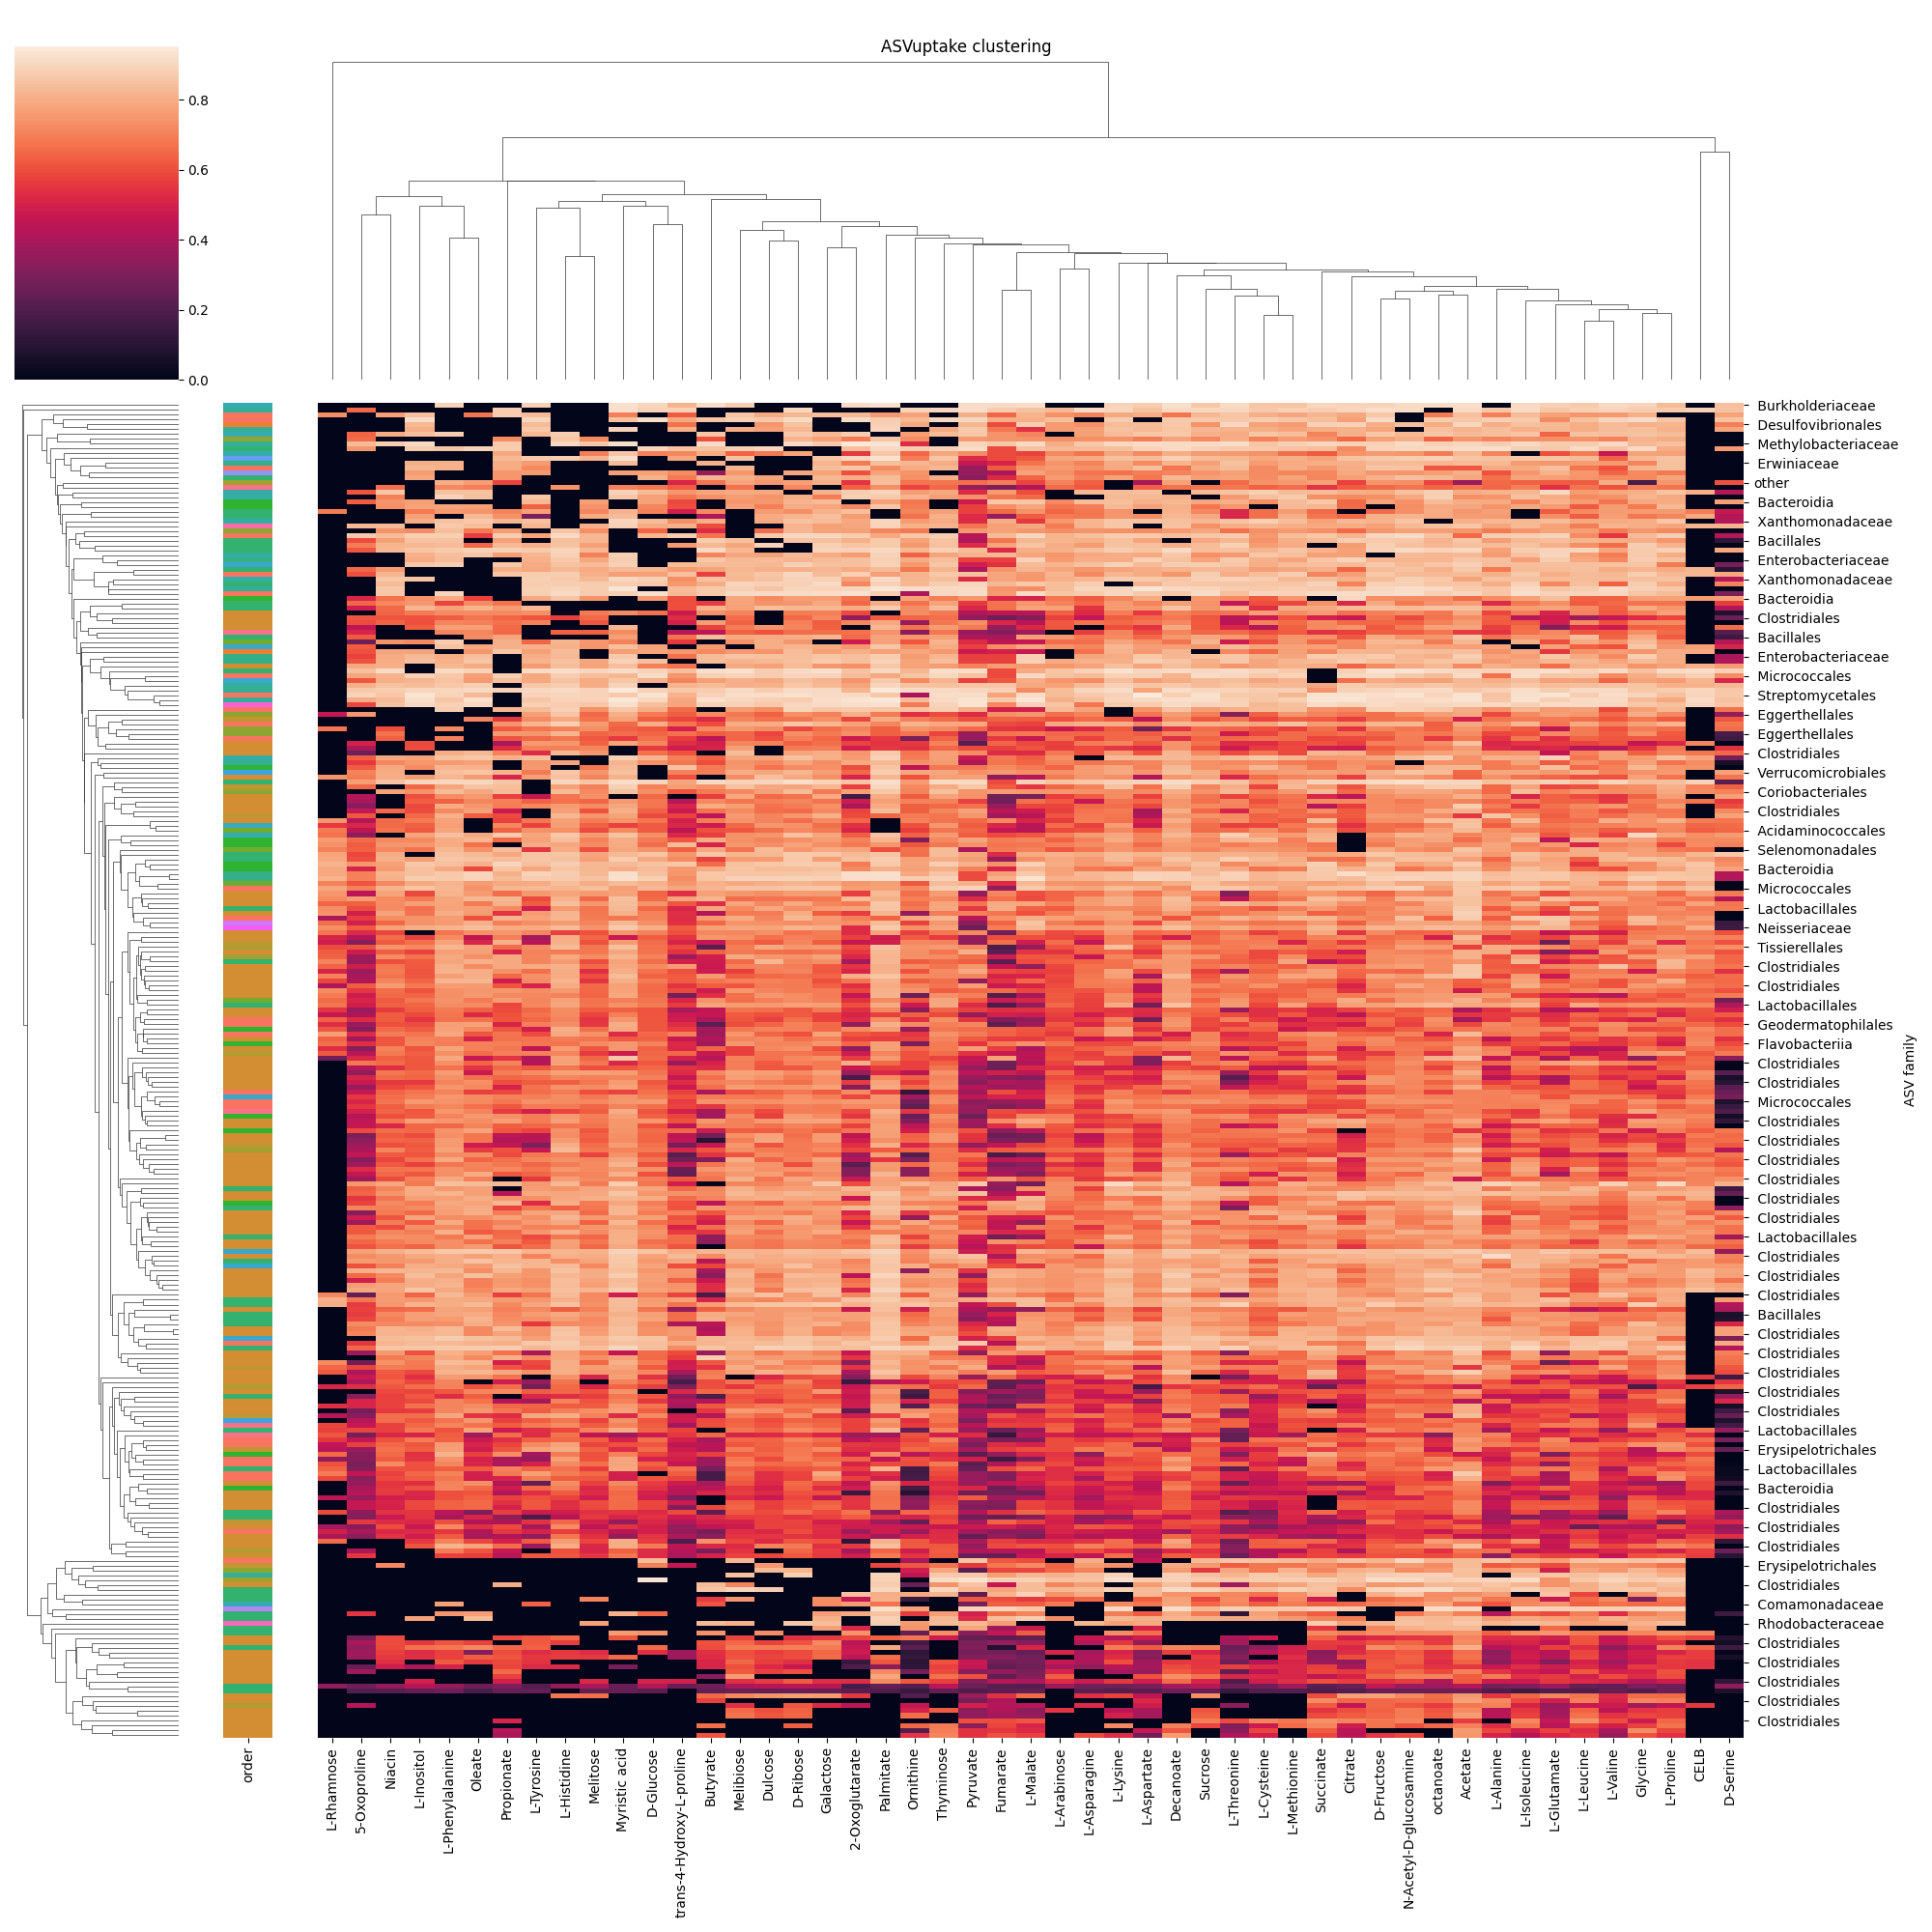 ASVuptake clustering
0.8
0.6
0.4
0.2
0.0
Burkholderiaceae
Desulfovibrionales
Methylobacteriaceae
Erwiniaceae
other
Bacteroidia
Xanthomonadaceae
Bacillales
Enterobacteriaceae
Xanthomonadaceae
Bacteroidia
Clostridiales
Bacillales
Enterobacteriaceae
Micrococcales
Streptomycetales
Eggerthellales
Eggerthellales
Clostridiales
Verrucomicrobiales
Coriobacteriales
Clostridiales
Acidaminococcales
Selenomonadales
Bacteroidia
Micrococcales
Lactobacillales
Neisseriaceae
Tissierellales
Clostridiales
Clostridiales
Lactobacillales
Geodermatophilales
Flavobacteriia
Clostridiales
Clostridiales
Micrococcales
Clostridiales
Clostridiales
Clostridiales
Clostridiales
Clostridiales
Clostridiales
Lactobacillales
Clostridiales
Clostridiales
Clostridiales
Bacillales
Clostridiales
Clostridiales
Clostridiales
Clostridiales
Clostridiales
Lactobacillales
Erysipelotrichales
Lactobacillales
Bacteroidia
Clostridiales
Clostridiales
Clostridiales
Erysipelotrichales
Clostridiales
Comamonadaceae
Rhodobacteraceae
Clostridiales
Clostridiales
Clostridiales
Clostridiales
Clostridiales
ASV family
order
L-Rhamnose
5-Oxoproline
Niacin
L-Inositol
L-Phenylalanine
Oleate
Propionate
L-Tyrosine
L-Histidine
Melitose
Myristic acid
D-Glucose
trans-4-Hydroxy-L-proline
Butyrate
Melibiose
Dulcose
D-Ribose
Galactose
2-Oxoglutarate
Palmitate
Ornithine
Thyminose
Pyruvate
Fumarate
L-Malate
L-Arabinose
L-Asparagine
L-Lysine
L-Aspartate
Decanoate
Sucrose
L-Threonine
L-Cysteine
L-Methionine
Succinate
Citrate
D-Fructose
N-Acetyl-D-glucosamine
octanoate
Acetate
L-Alanine
L-Isoleucine
L-Glutamate
L-Leucine
L-Valine
Glycine
L-Proline
CELB
D-Serine